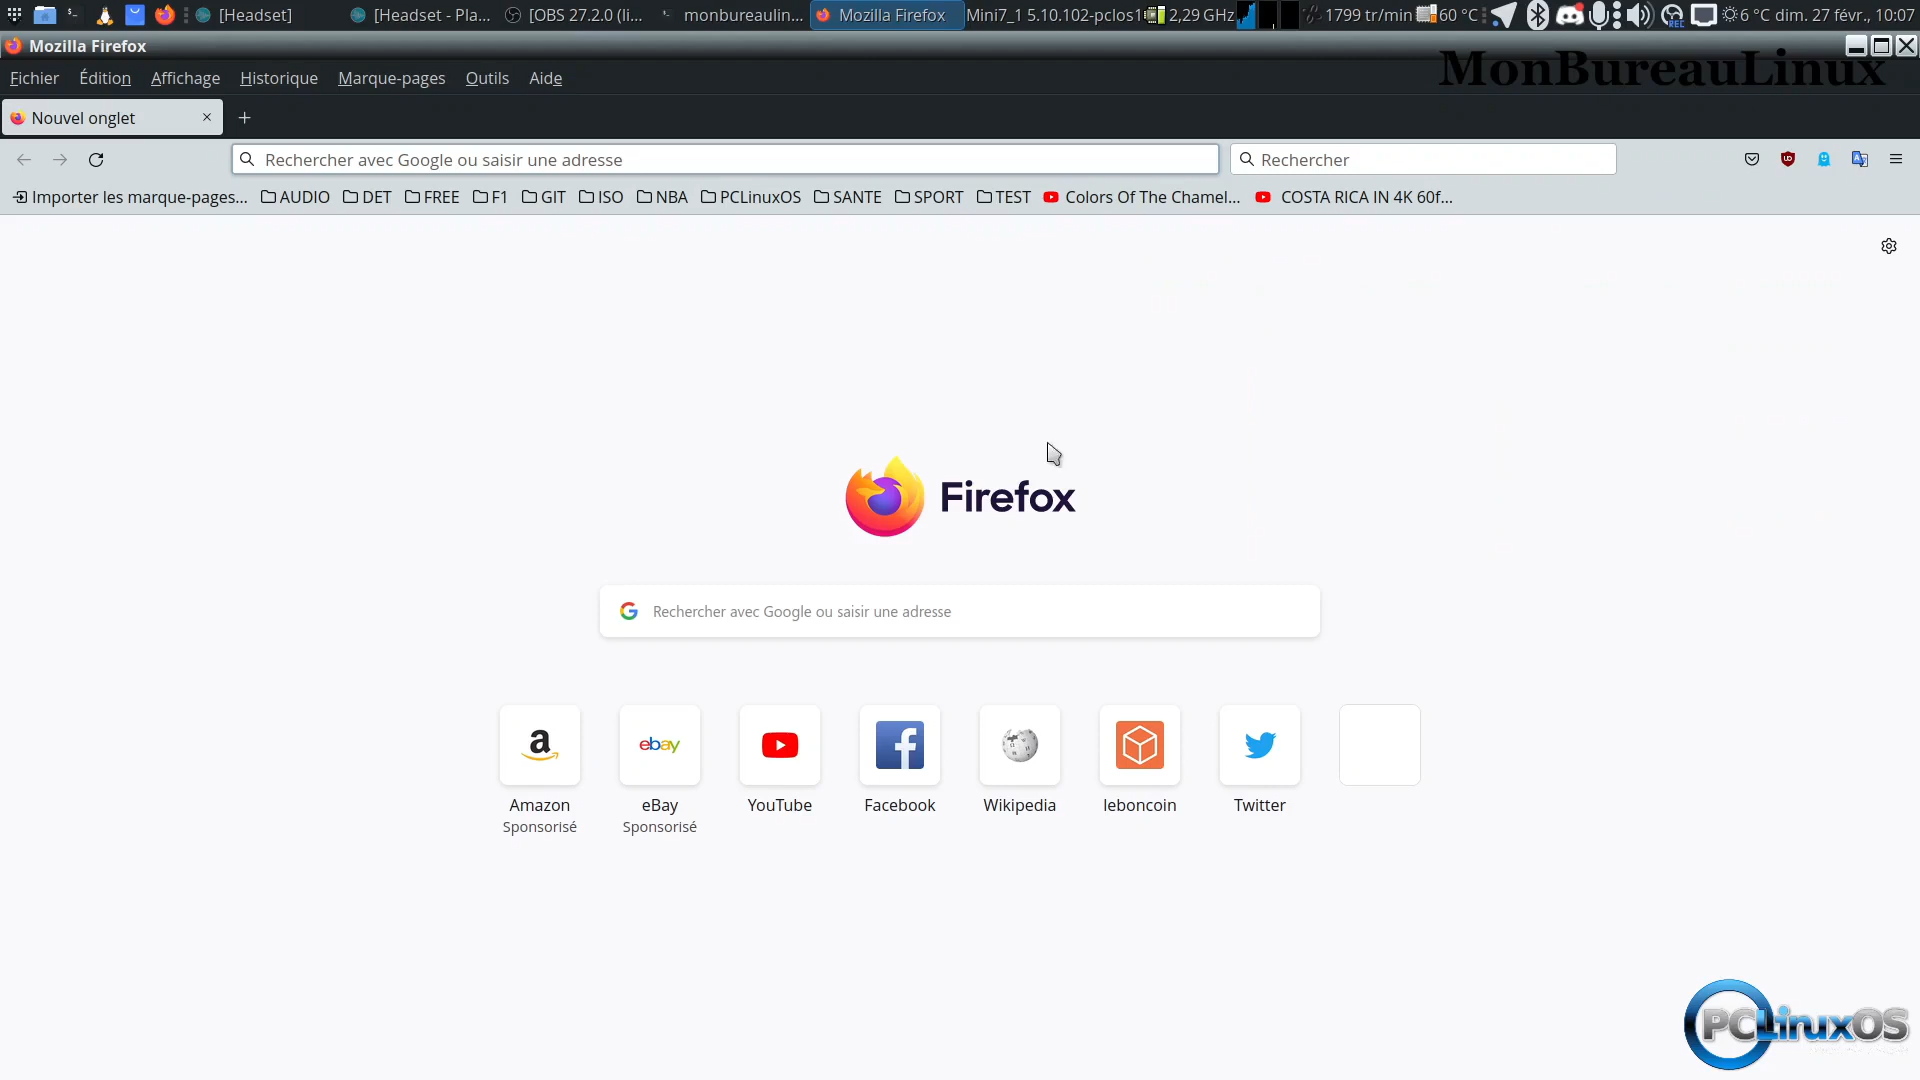 [Headset] [Headset - Pla... [OBS 27.2.0 (li... monbureaulin... Mozilla Firefox Mini7_1 5.10.102-pclos1 2,29 GHz 1799 tr/min 60 °C REC 6 °C dim. 27 févr., 10:07
Mozilla Firefox
MonBureauLinux
Fichier Édition Affichage Historique Marque-pages Outils Aide
Nouvel onglet
Rechercher avec Google ou saisir une adresse Rechercher
Importer les marque-pages... AUDIO DET FREE F1 GIT ISO NBA PCLinuxOS SANTE SPORT TEST Colors Of The Chamel... COSTA RICA IN 4K 60f...
Firefox
Rechercher avec Google ou saisir une adresse
Amazon eBay YouTube Facebook Wikipedia leboncoin Twitter
Sponsorisé Sponsorisé
PCLinuxOS